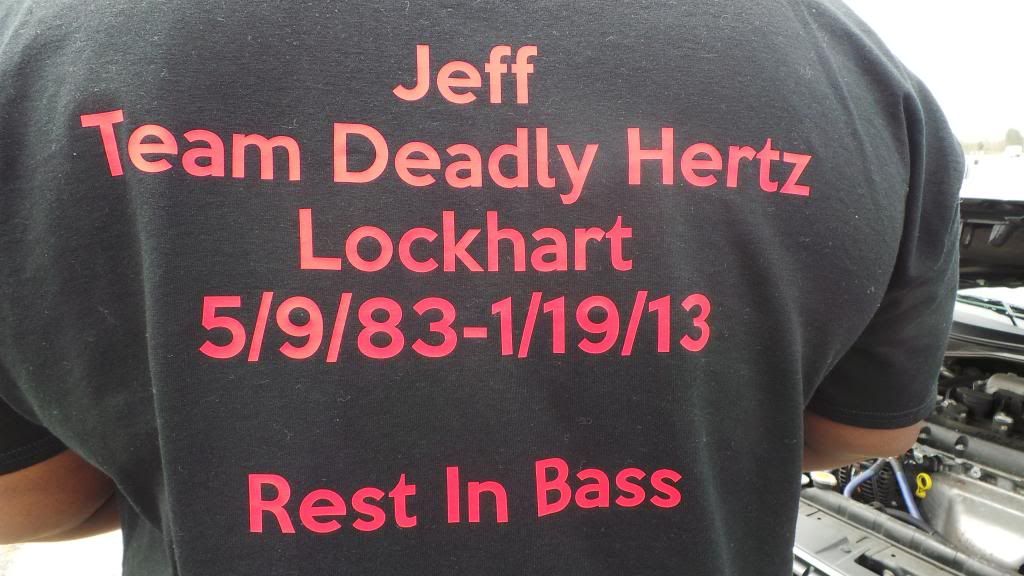 Jeff
Team Deadly Hertz
Lockhart
5/9/83-1/19/13
Rest In Bass